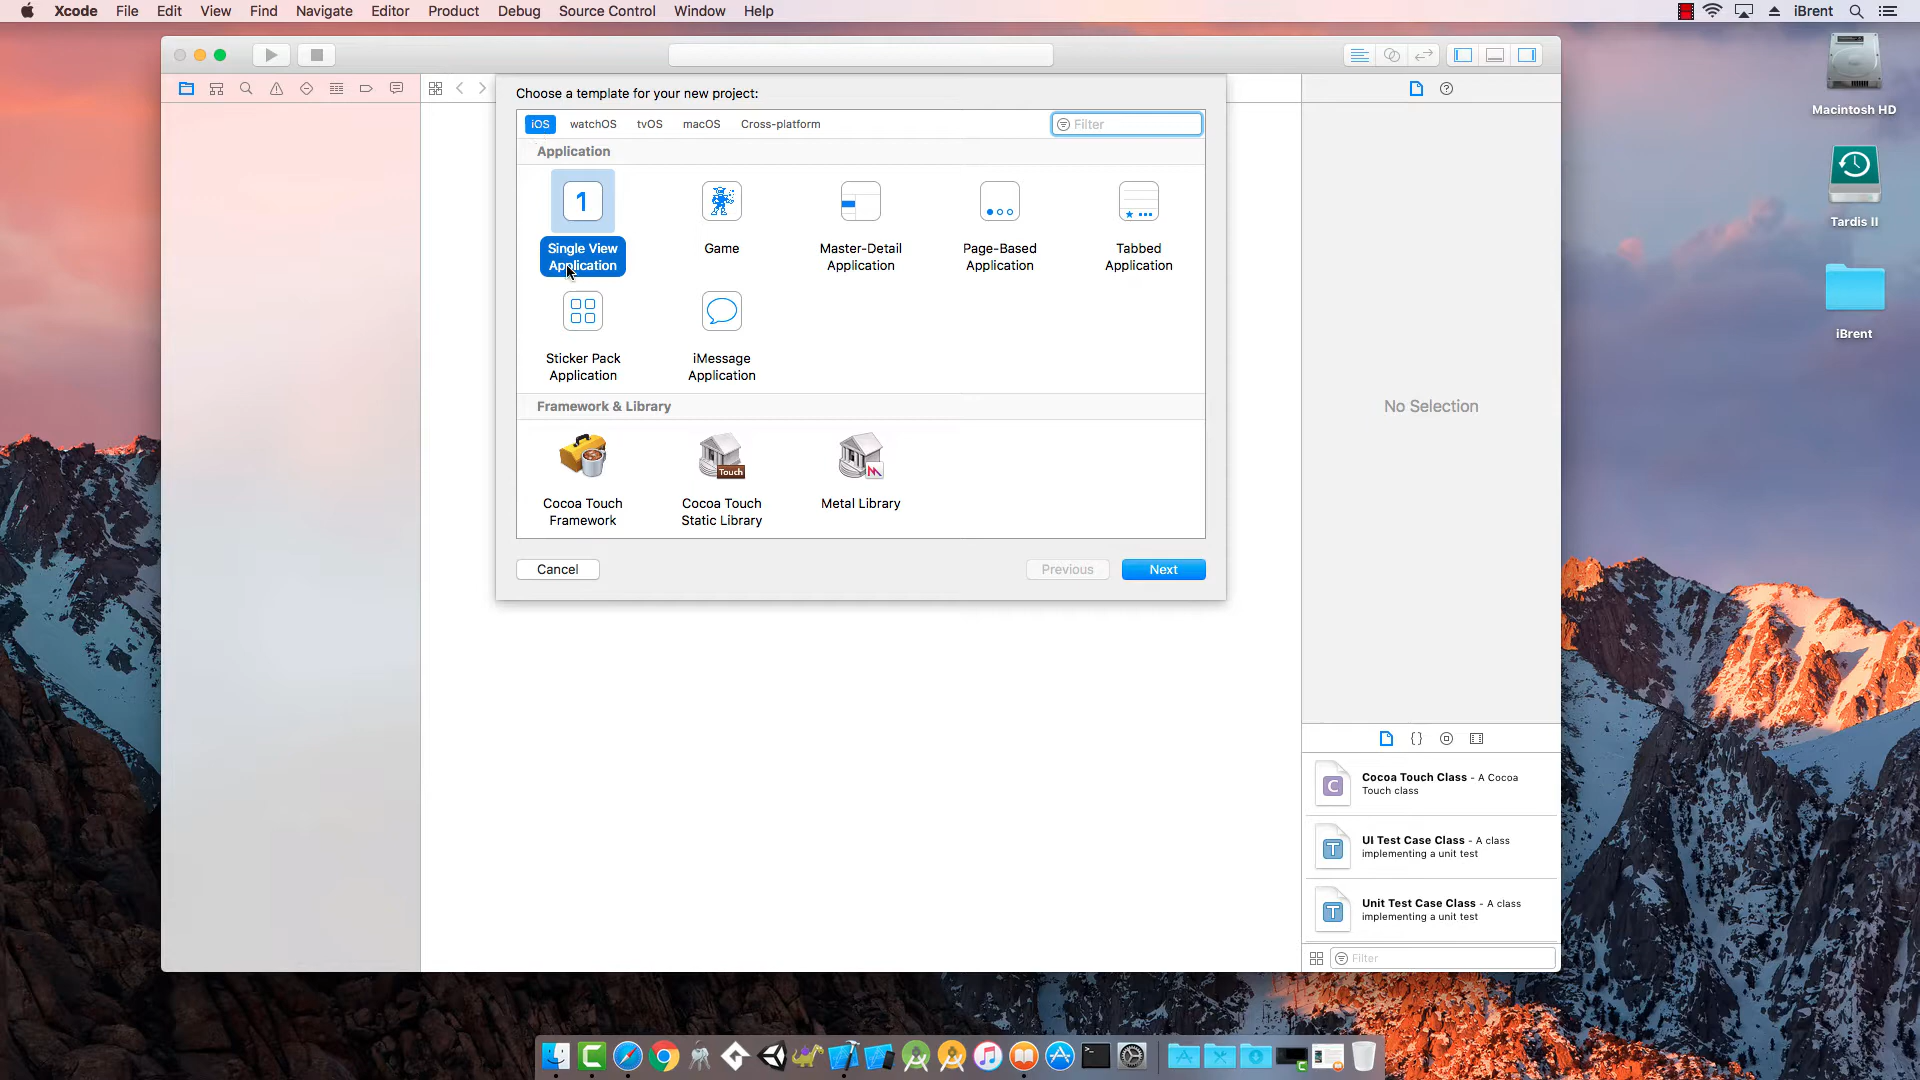 Xcode File Edit View Find Navigate Editor Product Debug Source Control Window Help iBrent
Choose a template for your new project:
iOS watchOS tvOS macOS Cross-platform Filter
Application
1
Single View
Application
Game
Master-Detail
Application
Page-Based
Application
Tabbed
Application
Sticker Pack
Application
iMessage
Application
Framework & Library
Touch
Cocoa Touch
Framework
Cocoa Touch
Static Library
Metal Library
Cancel Previous Next
No Selection
{}
C
Cocoa Touch Class - A Cocoa
Touch class
T
UI Test Case Class - A class
implementing a unit test
T
Unit Test Case Class - A class
implementing a unit test
Filter
Macintosh HD
Tardis II
iBrent